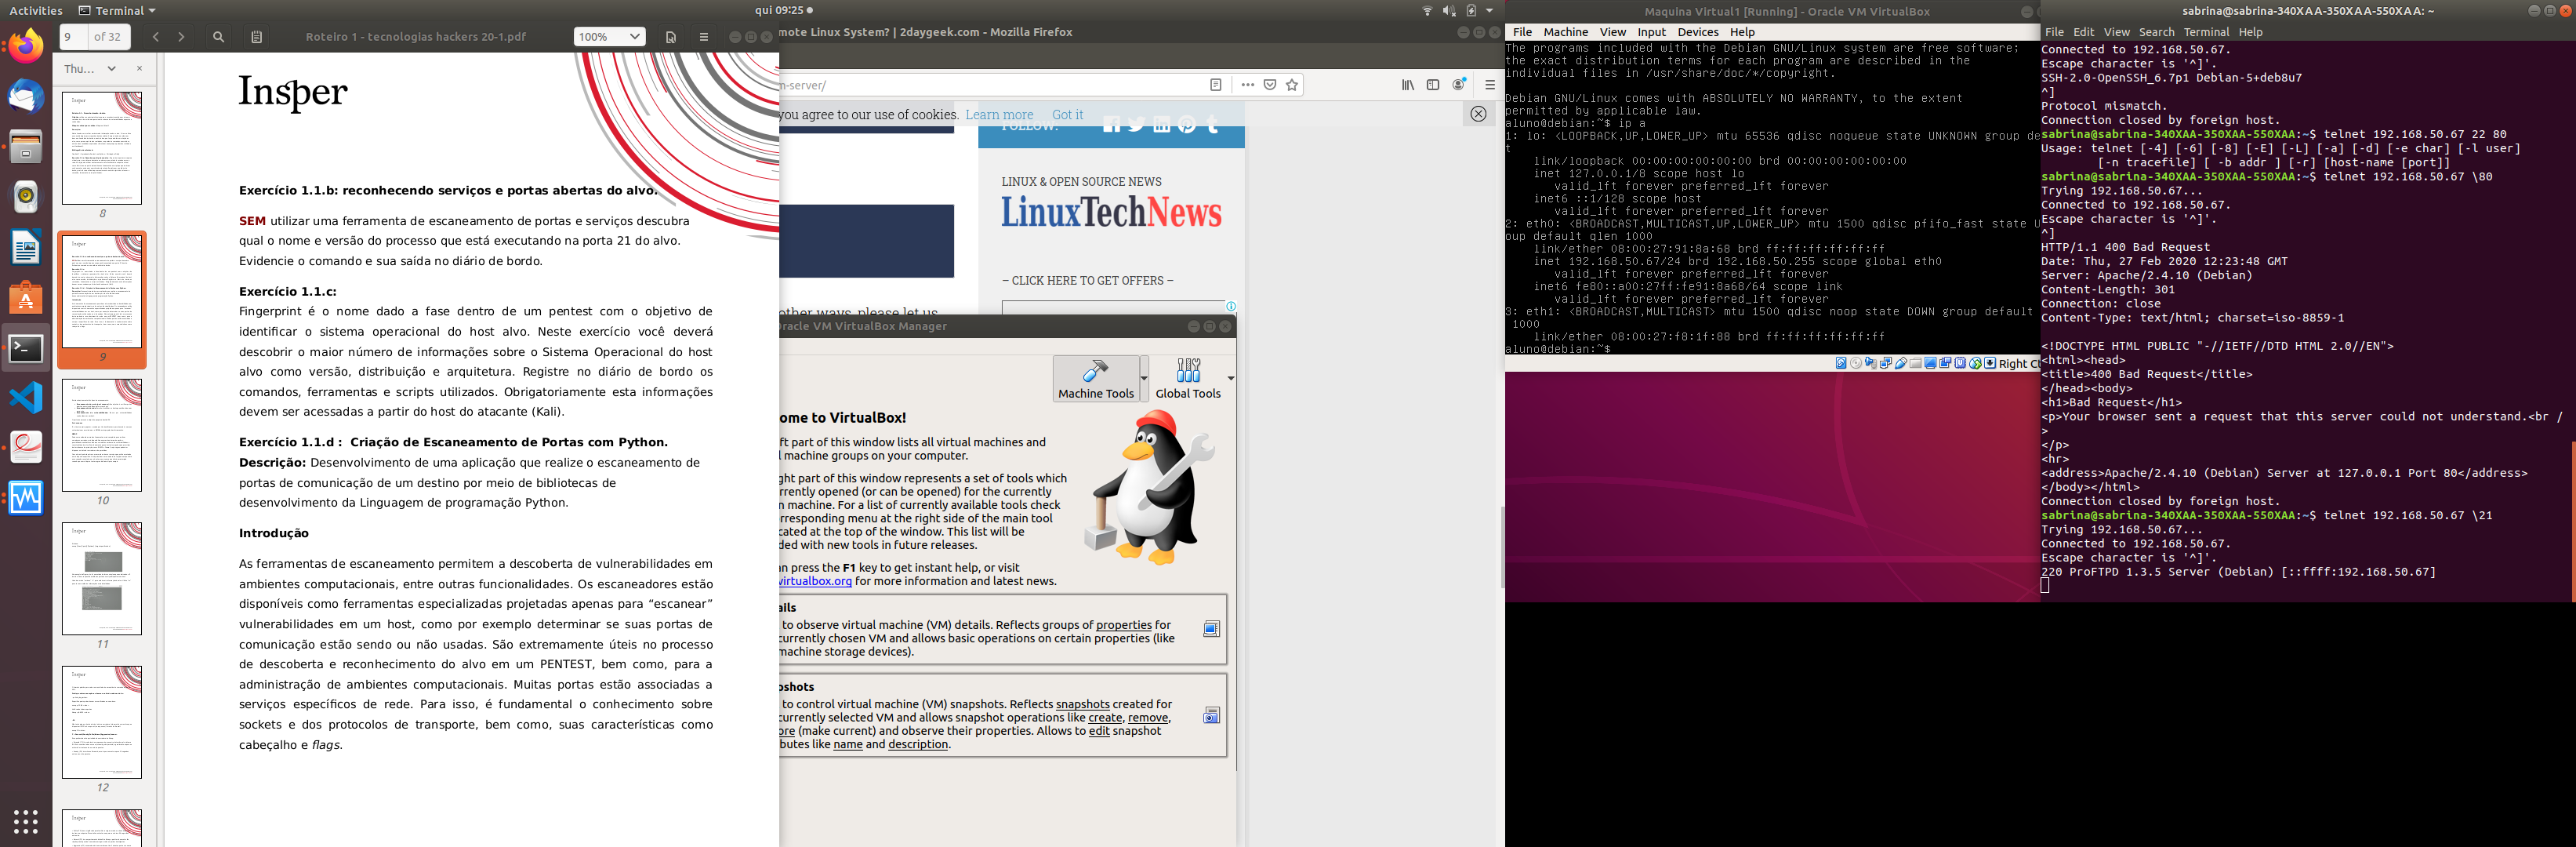 Activities
Terminal
qui 09:25
9
of 32
Roteiro 1 - tecnologias hackers 20-1.pdf
100%
Thu...
8
9
10
11
12
Insper
Exercício 1.1.b: reconhecendo serviços e portas abertas do alvo.
SEM utilizar uma ferramenta de escaneamento de portas e serviços descubra
qual o nome e versão do processo que está executando na porta 21 do alvo.
Evidencie o comando e sua saída no diário de bordo.
Exercício 1.1.c:
Fingerprint é o nome dado a fase dentro de um pentest com o objetivo de
identificar o sistema operacional do host alvo. Neste exercício você deverá
descobrir o maior número de informações sobre o Sistema Operacional do host
alvo como versão, distribuição e arquitetura. Registre no diário de bordo os
comandos, ferramentas e scripts utilizados. Obrigatoriamente esta informações
devem ser acessadas a partir do host do atacante (Kali).
Exercício 1.1.d : Criação de Escaneamento de Portas com Python.
Descrição: Desenvolvimento de uma aplicação que realize o escaneamento de
portas de comunicação de um destino por meio de bibliotecas de
desenvolvimento da Linguagem de programação Python.
Introdução
As ferramentas de escaneamento permitem a descoberta de vulnerabilidades em
ambientes computacionais, entre outras funcionalidades. Os escaneadores estão
disponíveis como ferramentas especializadas projetadas apenas para “escanear”
vulnerabilidades em um host, como por exemplo determinar se suas portas de
comunicação estão sendo ou não usadas. São extremamente úteis no processo
de descoberta e reconhecimento do alvo em um PENTEST, bem como, para a
administração de ambientes computacionais. Muitas portas estão associadas a
serviços específicos de rede. Para isso, é fundamental o conhecimento sobre
sockets e dos protocolos de transporte, bem como, suas características como
cabeçalho e flags.
mote Linux System? | 2daygeek.com - Mozilla Firefox
n-server/
you agree to our use of cookies. Learn more Got it
FOLLOW:
LINUX & OPEN SOURCE NEWS
LinuxTechNews
– CLICK HERE TO GET OFFERS –
other ways, please let us
Oracle VM VirtualBox Manager
Machine Tools
Global Tools
ome to VirtualBox!
ft part of this window lists all virtual machines and
l machine groups on your computer.
ght part of this window represents a set of tools which
rrently opened (or can be opened) for the currently
n machine. For a list of currently available tools check
rresponding menu at the right side of the main tool
cated at the top of the window. This list will be
ded with new tools in future releases.
n press the F1 key to get instant help, or visit
virtualbox.org for more information and latest news.
ails
to observe virtual machine (VM) details. Reflects groups of properties for
currently chosen VM and allows basic operations on certain properties (like
machine storage devices).
pshots
to control virtual machine (VM) snapshots. Reflects snapshots created for
currently selected VM and allows snapshot operations like create, remove,
ore (make current) and observe their properties. Allows to edit snapshot
butes like name and description.
Maquina Virtual1 [Running] - Oracle VM VirtualBox
File Machine View Input Devices Help
The programs included with the Debian GNU/Linux system are free software;
the exact distribution terms for each program are described in the
individual files in /usr/share/doc/*/copyright.
Debian GNU/Linux comes with ABSOLUTELY NO WARRANTY, to the extent
permitted by applicable law.
aluno@debian:~$ ip a
1: lo: <LOOPBACK,UP,LOWER_UP> mtu 65536 qdisc noqueue state UNKNOWN group de
t
link/loopback 00:00:00:00:00:00 brd 00:00:00:00:00:00
inet 127.0.0.1/8 scope host lo
valid_lft forever preferred_lft forever
inet6 ::1/128 scope host
valid_lft forever preferred_lft forever
2: eth0: <BROADCAST,MULTICAST,UP,LOWER_UP> mtu 1500 qdisc pfifo_fast state U
oup default qlen 1000
link/ether 08:00:27:91:8a:68 brd ff:ff:ff:ff:ff:ff
inet 192.168.50.67/24 brd 192.168.50.255 scope global eth0
valid_lft forever preferred_lft forever
inet6 fe80::a00:27ff:fe91:8a68/64 scope link
valid_lft forever preferred_lft forever
3: eth1: <BROADCAST,MULTICAST> mtu 1500 qdisc noop state DOWN group default
1000
link/ether 08:00:27:f8:1f:88 brd ff:ff:ff:ff:ff:ff
aluno@debian:~$
Right C
sabrina@sabrina-340XAA-350XAA-550XAA: ~
File Edit View Search Terminal Help
Connected to 192.168.50.67.
Escape character is '^]'.
SSH-2.0-OpenSSH_6.7p1 Debian-5+deb8u7
^]
Protocol mismatch.
Connection closed by foreign host.
sabrina@sabrina-340XAA-350XAA-550XAA:~$ telnet 192.168.50.67 22 80
Usage: telnet [-4] [-6] [-8] [-E] [-L] [-a] [-d] [-e char] [-l user]
[-n tracefile] [ -b addr ] [-r] [host-name [port]]
sabrina@sabrina-340XAA-350XAA-550XAA:~$ telnet 192.168.50.67 \80
Trying 192.168.50.67...
Connected to 192.168.50.67.
Escape character is '^]'.
^]
HTTP/1.1 400 Bad Request
Date: Thu, 27 Feb 2020 12:23:48 GMT
Server: Apache/2.4.10 (Debian)
Content-Length: 301
Connection: close
Content-Type: text/html; charset=iso-8859-1
<!DOCTYPE HTML PUBLIC "-//IETF//DTD HTML 2.0//EN">
<html><head>
<title>400 Bad Request</title>
</head><body>
<h1>Bad Request</h1>
<p>Your browser sent a request that this server could not understand.<br /
>
</p>
<hr>
<address>Apache/2.4.10 (Debian) Server at 127.0.0.1 Port 80</address>
</body></html>
Connection closed by foreign host.
sabrina@sabrina-340XAA-350XAA-550XAA:~$ telnet 192.168.50.67 \21
Trying 192.168.50.67...
Connected to 192.168.50.67.
Escape character is '^]'.
220 ProFTPD 1.3.5 Server (Debian) [::ffff:192.168.50.67]